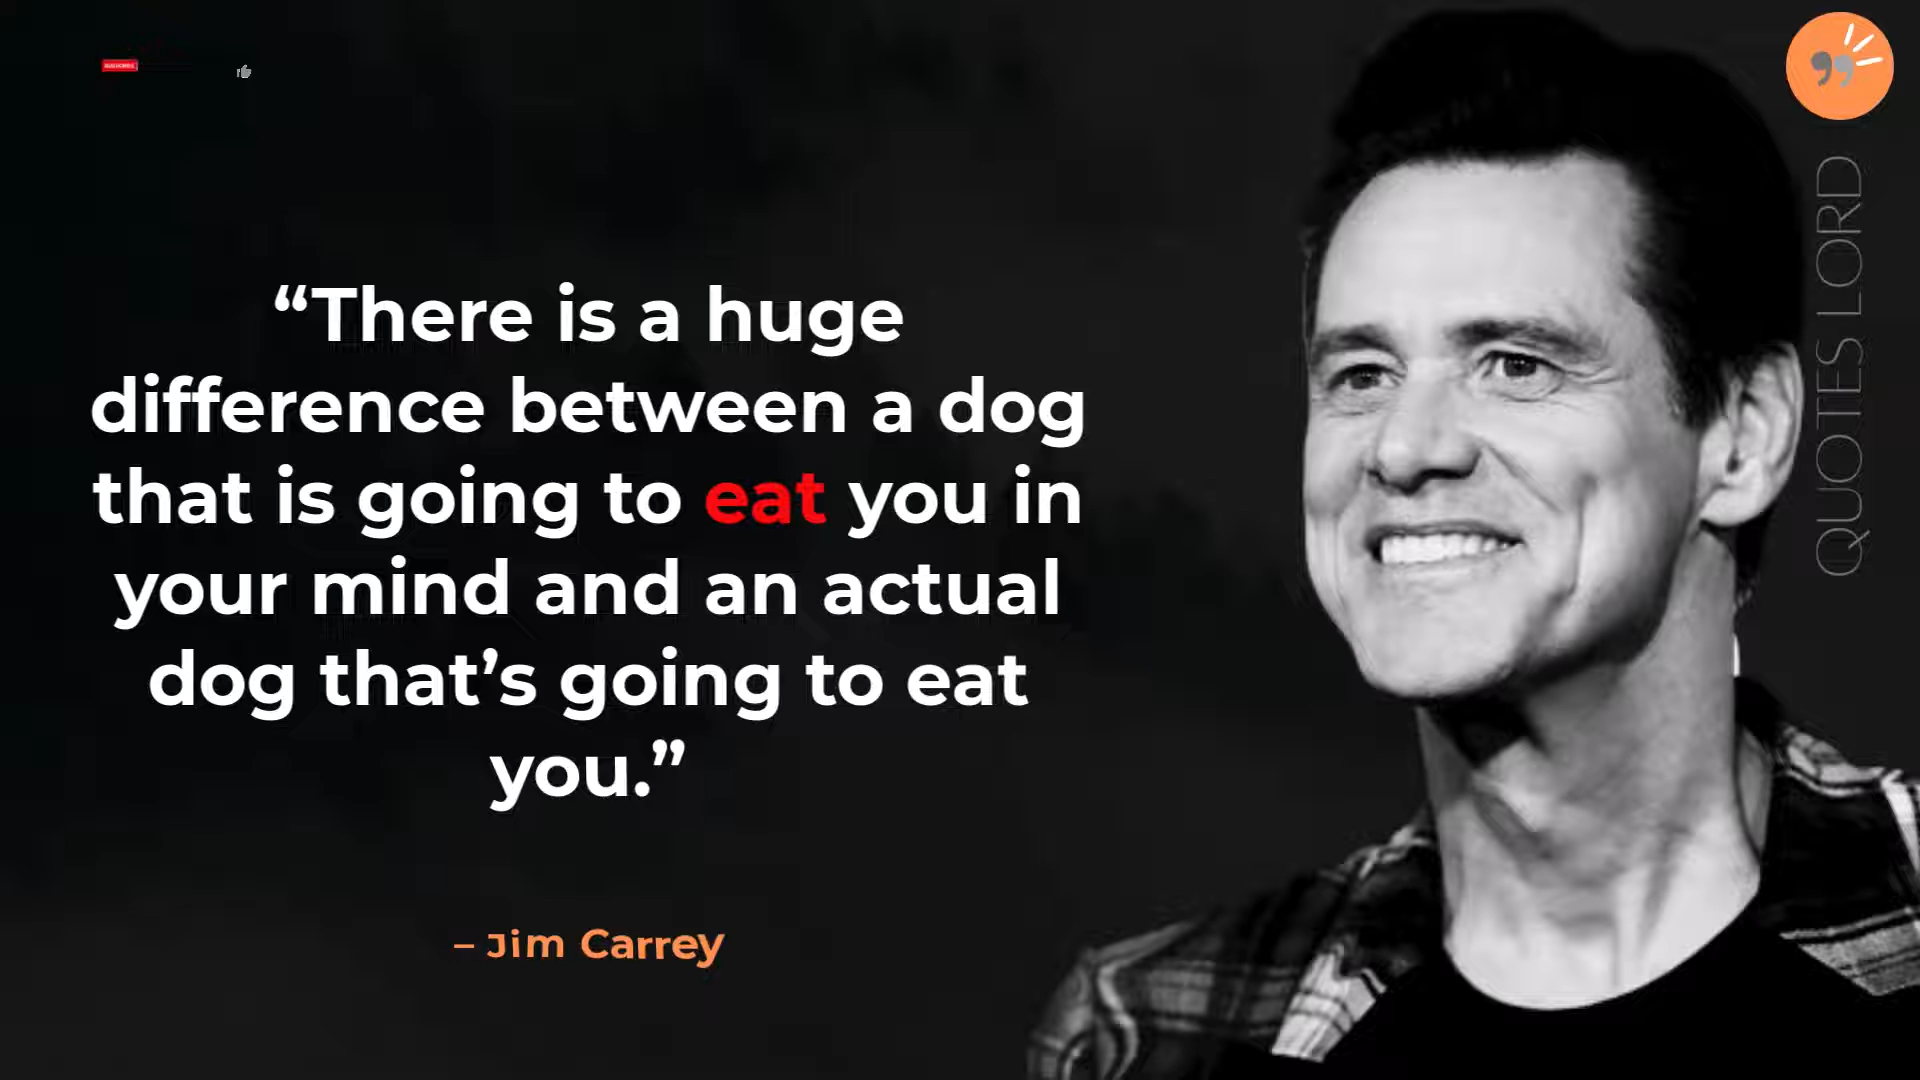 SUBSCRIBE
“There is a huge
difference between a dog
that is going to eat you in
your mind and an actual
dog that’s going to eat
you.”
– Jim Carrey
QUOTES LORD